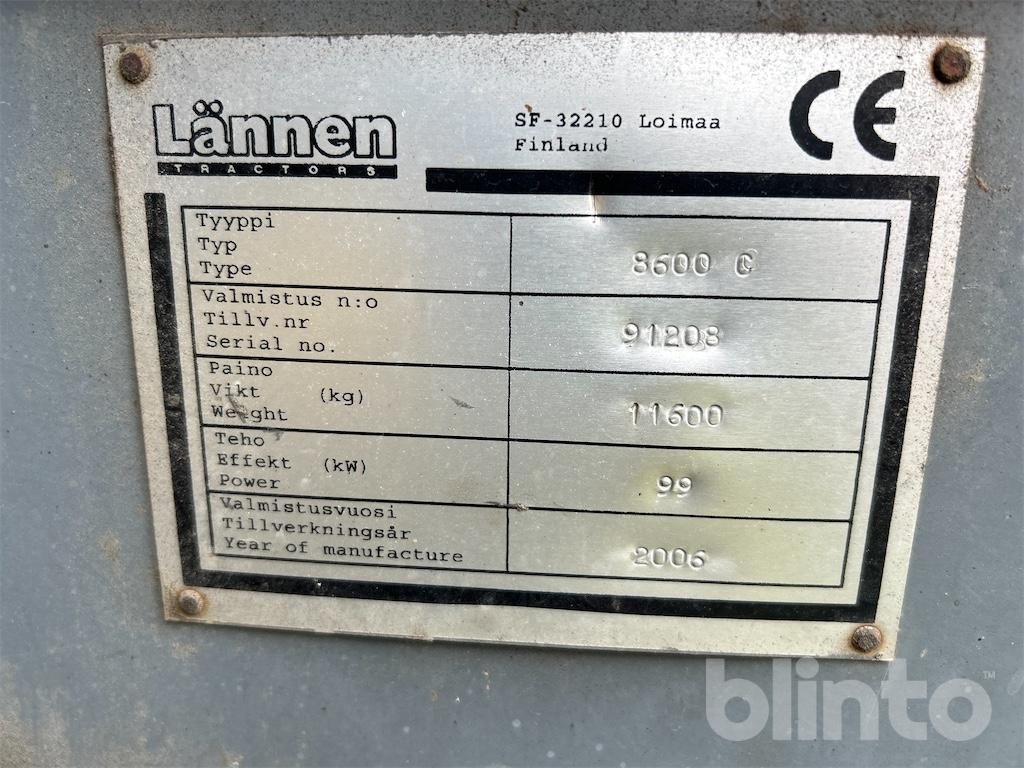 Lännen
TRACTORS
SF-32210 Loimaa
Finland
CE
Tyyppi
Typ
Type
8600 C
Valmistus n:o
Tillv.nr
Serial no.
91208
Paino
Vikt (kg)
Weight
11600
Teho
Effekt (kW)
Power
99
Valmistusvuosi
Tillverkningsår
Year of manufacture
2006
blinto™